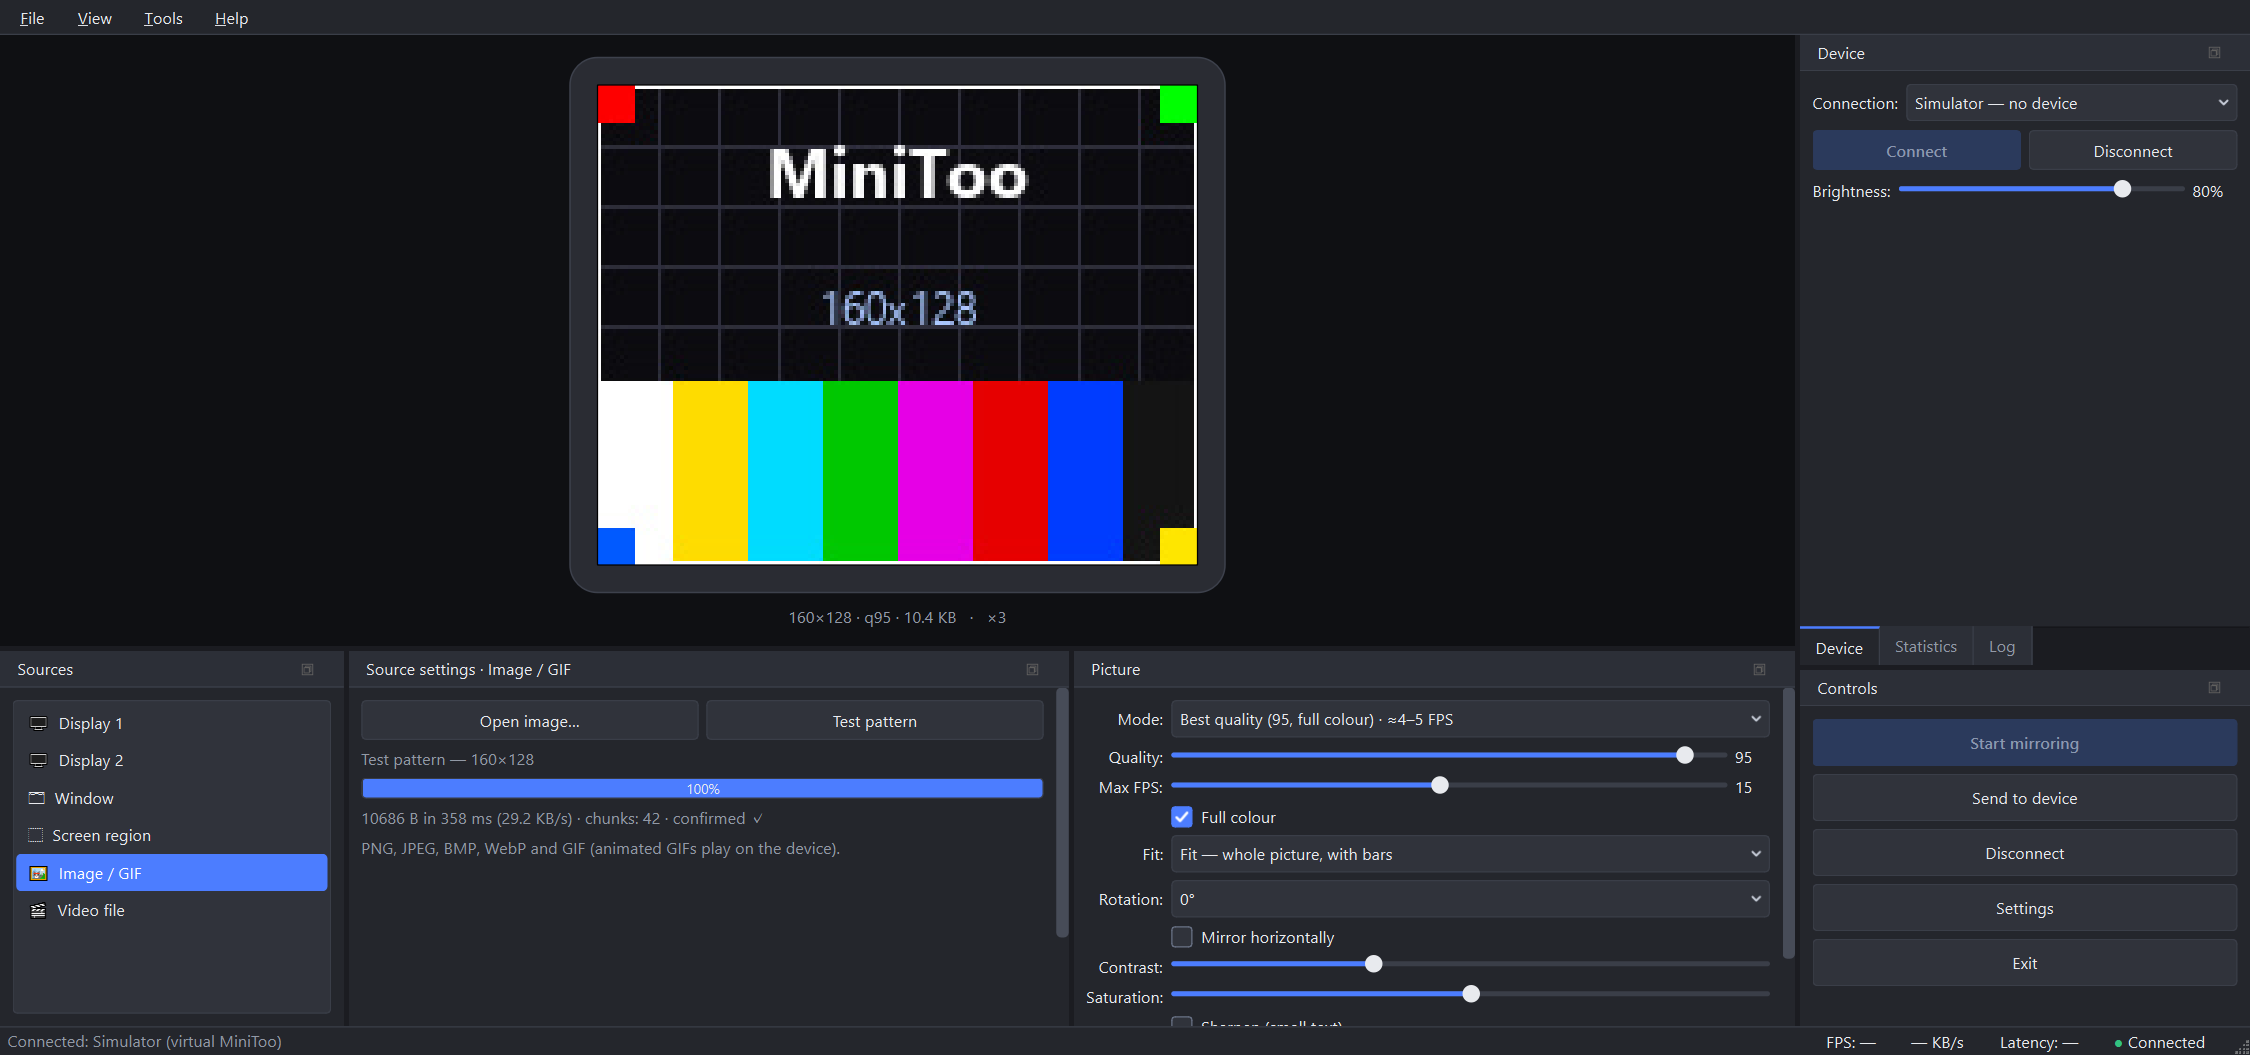 File View Tools Help
MiniToo
160x128
160×128 · q95 · 10.4 KB · ×3
Device
Connection: Simulator — no device
Connect Disconnect
Brightness: 80%
Device Statistics Log
Sources
Display 1
Display 2
Window
Screen region
Image / GIF
Video file
Source settings · Image / GIF
Open image... Test pattern
Test pattern — 160×128
100%
10686 B in 358 ms (29.2 KB/s) · chunks: 42 · confirmed ✓
PNG, JPEG, BMP, WebP and GIF (animated GIFs play on the device).
Picture
Mode: Best quality (95, full colour) · ≈4–5 FPS
Quality: 95
Max FPS: 15
Full colour
Fit: Fit — whole picture, with bars
Rotation: 0°
Mirror horizontally
Contrast:
Saturation:
Sharpen (small text)
Controls
Start mirroring
Send to device
Disconnect
Settings
Exit
Connected: Simulator (virtual MiniToo)
FPS: — — KB/s Latency: — Connected